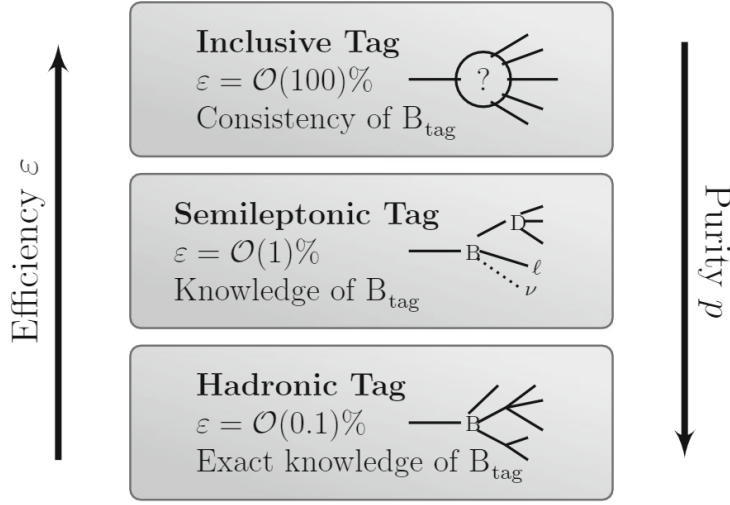 Efficiency ε
Inclusive Tag
ε = O(100)%
Consistency of B_tag
?
Semileptonic Tag
ε = O(1)%
Knowledge of B_tag
B
D
ℓ
ν
Hadronic Tag
ε = O(0.1)%
Exact knowledge of B_tag
B
Purity p